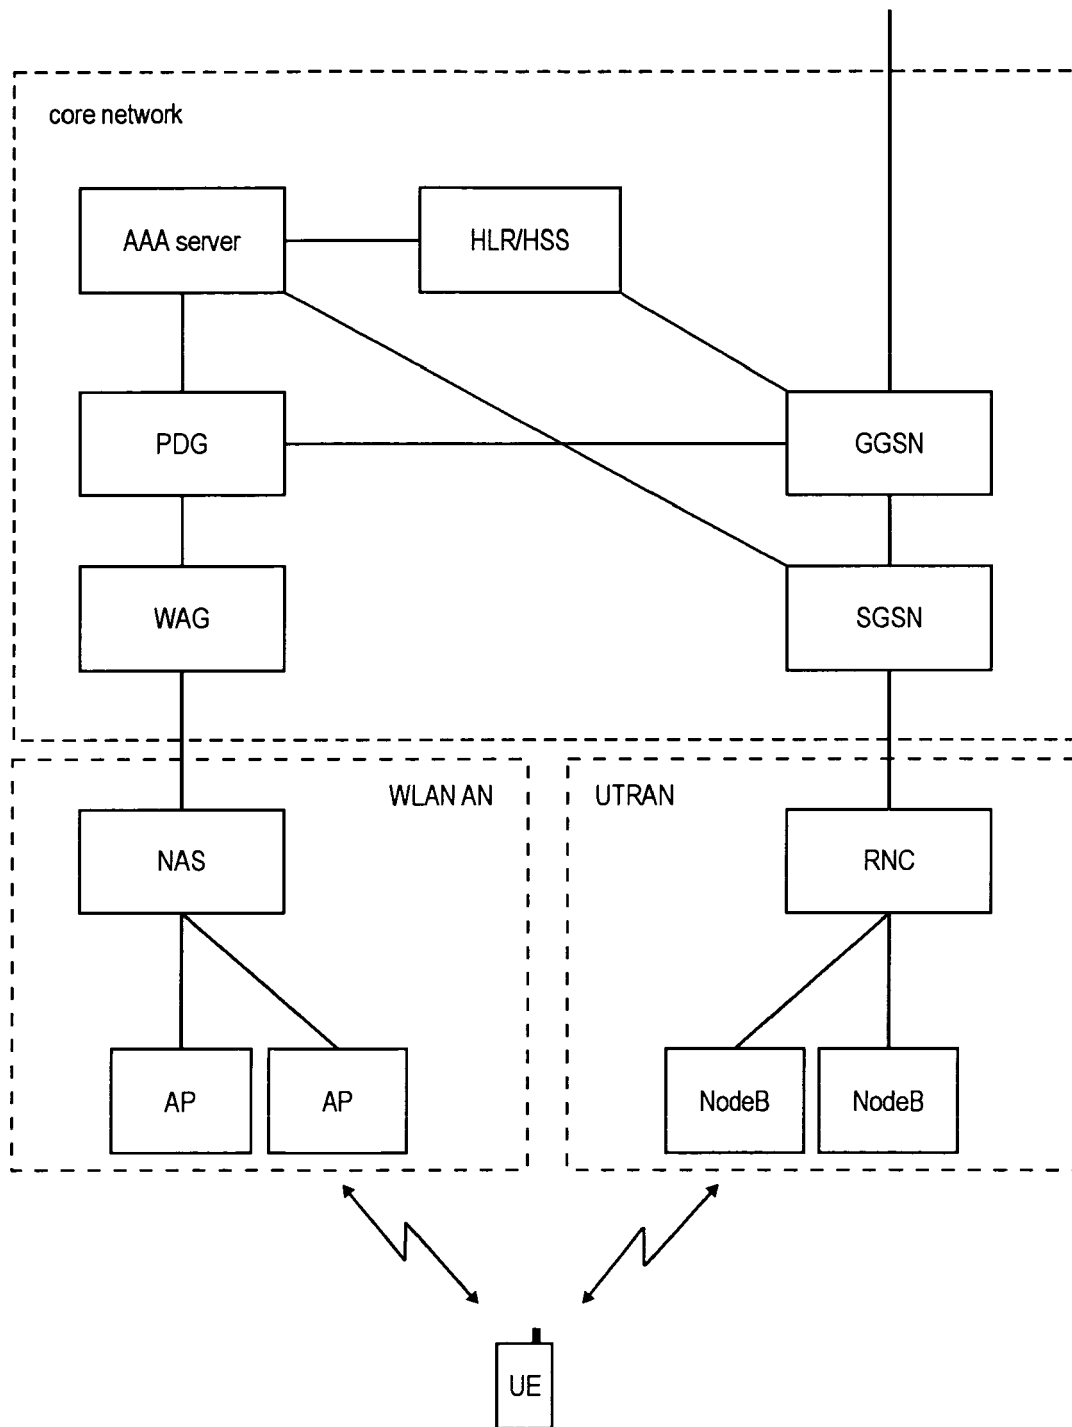 core network
AAA server
HLR/HSS
PDG
GGSN
WAG
SGSN
WLAN AN
UTRAN
NAS
RNC
AP
AP
NodeB
NodeB
UE